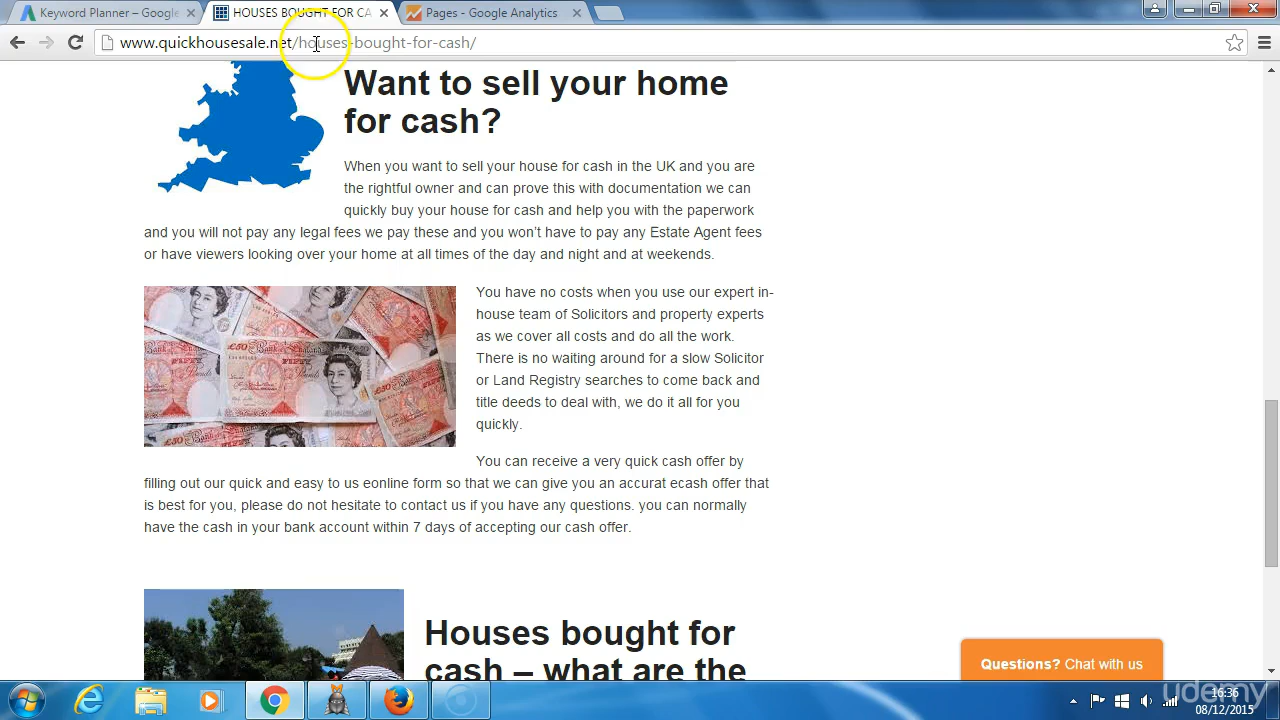 Keyword Planner – Google
HOUSES BOUGHT FOR CA
Pages - Google Analytics
www.quickhousesale.net/houses-bought-for-cash/
Want to sell your home
for cash?
When you want to sell your house for cash in the UK and you are
the rightful owner and can prove this with documentation we can
quickly buy your house for cash and help you with the paperwork
and you will not pay any legal fees we pay these and you won't have to pay any Estate Agent fees
or have viewers looking over your home at all times of the day and night and at weekends.
You have no costs when you use our expert in-
house team of Solicitors and property experts
as we cover all costs and do all the work.
There is no waiting around for a slow Solicitor
or Land Registry searches to come back and
title deeds to deal with, we do it all for you
quickly.
You can receive a very quick cash offer by
filling out our quick and easy to us eonline form so that we can give you an accurat ecash offer that
is best for you, please do not hesitate to contact us if you have any questions. you can normally
have the cash in your bank account within 7 days of accepting our cash offer.
Houses bought for
cash – what are the
Questions? Chat with us
16:36
08/12/2015
udemy